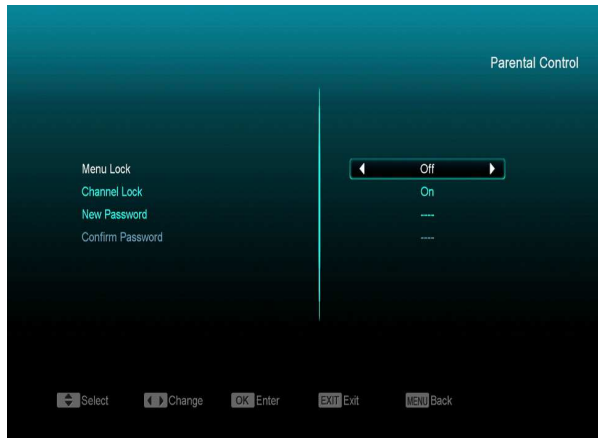 Parental Control
Menu Lock Off
Channel Lock On
New Password ----
Confirm Password ----
Select Change OK Enter EXIT Exit MENU Back